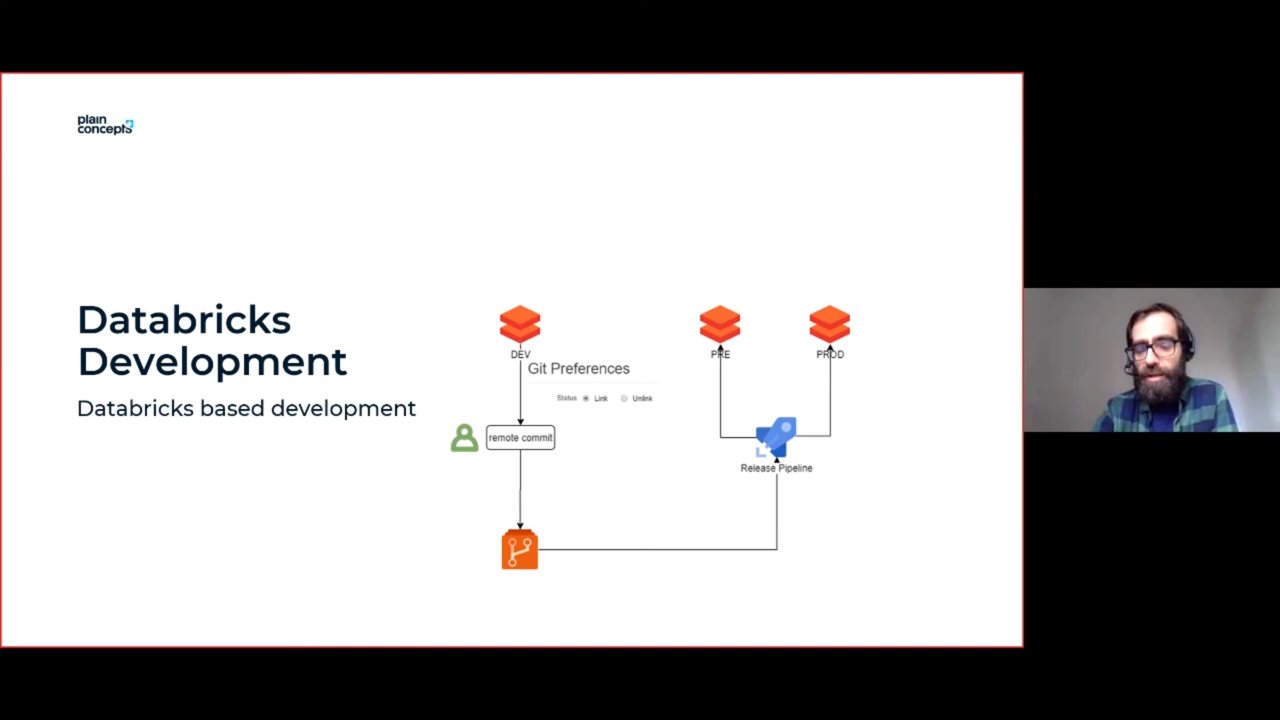 plain
concepts
Databricks
Development
Databricks based development
DEV
PRE
PROD
Git Preferences
Status Link Unlink
remote commit
Release Pipeline